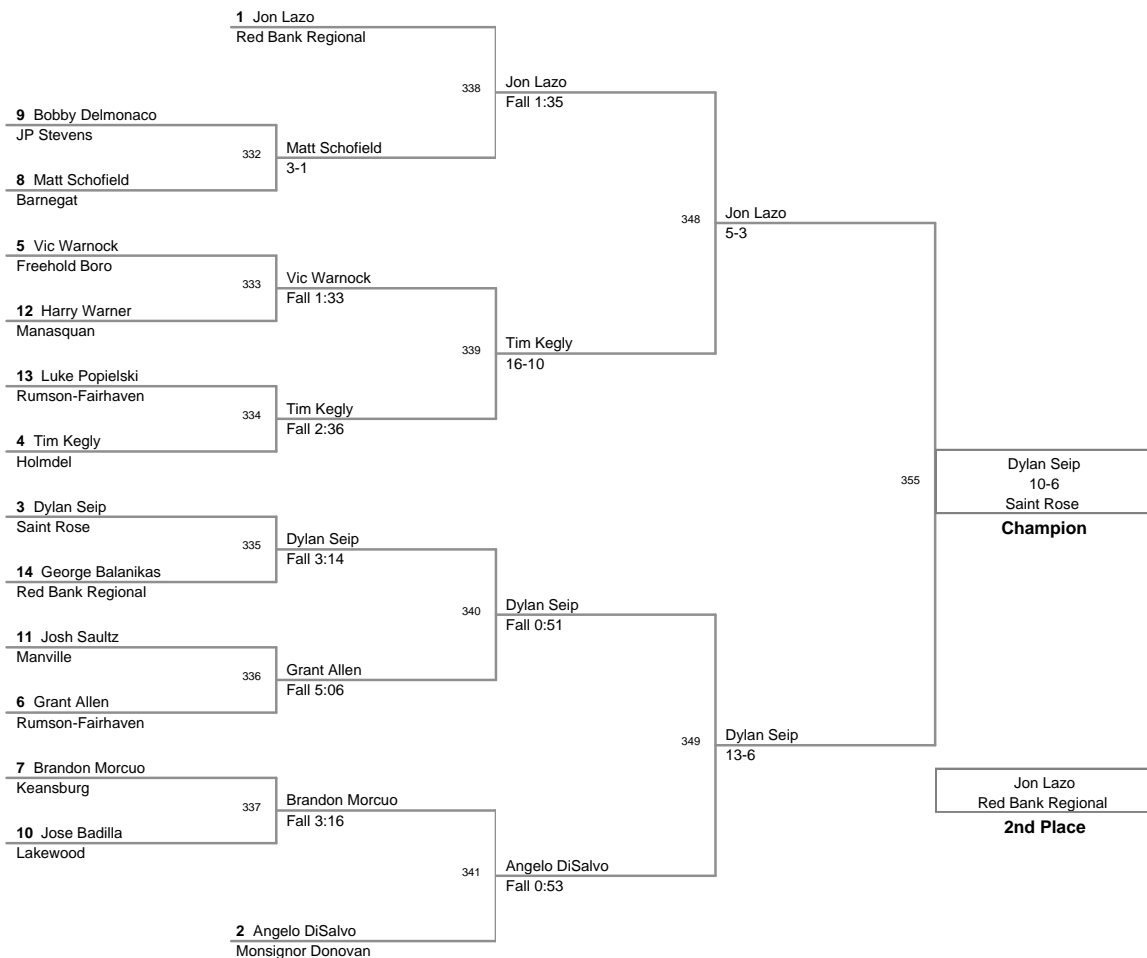 1 Jon Lazo
Red Bank Regional
338
Jon Lazo
Fall 1:35
9 Bobby Delmonaco
JP Stevens
332
Matt Schofield
3-1
8 Matt Schofield
Barnegat
348
Jon Lazo
5-3
5 Vic Warnock
Freehold Boro
333
Vic Warnock
Fall 1:33
12 Harry Warner
Manasquan
339
Tim Kegly
16-10
13 Luke Popielski
Rumson-Fairhaven
334
Tim Kegly
Fall 2:36
4 Tim Kegly
Holmdel
355
Dylan Seip
10-6
Saint Rose
Champion
3 Dylan Seip
Saint Rose
335
Dylan Seip
Fall 3:14
14 George Balanikas
Red Bank Regional
340
Dylan Seip
Fall 0:51
11 Josh Saultz
Manville
336
Grant Allen
Fall 5:06
6 Grant Allen
Rumson-Fairhaven
349
Dylan Seip
13-6
7 Brandon Morcuo
Keansburg
337
Brandon Morcuo
Fall 3:16
10 Jose Badilla
Lakewood
Jon Lazo
Red Bank Regional
2nd Place
341
Angelo DiSalvo
Fall 0:53
2 Angelo DiSalvo
Monsignor Donovan